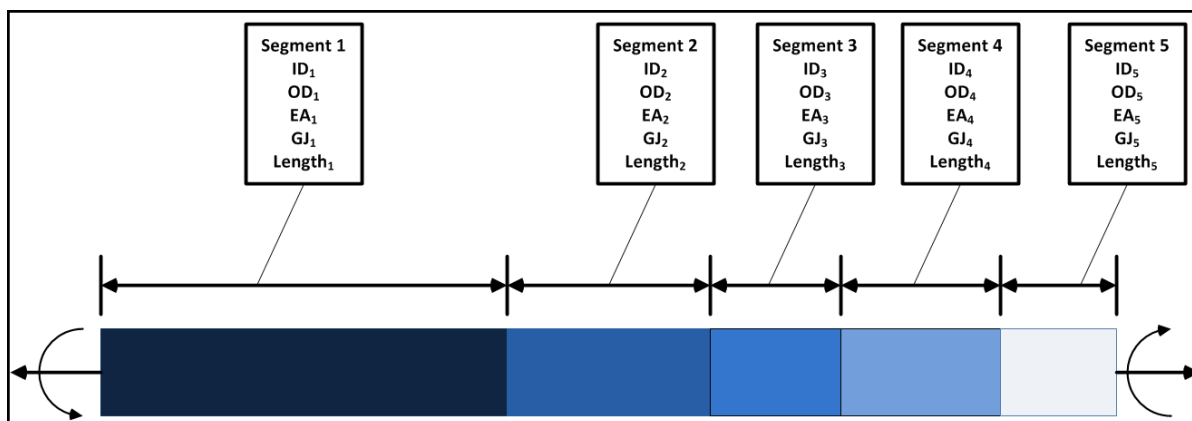 Segment 1
ID₁
OD₁
EA₁
GJ₁
Length₁
Segment 2
ID₂
OD₂
EA₂
GJ₂
Length₂
Segment 3
ID₃
OD₃
EA₃
GJ₃
Length₃
Segment 4
ID₄
OD₄
EA₄
GJ₄
Length₄
Segment 5
ID₅
OD₅
EA₅
GJ₅
Length₅